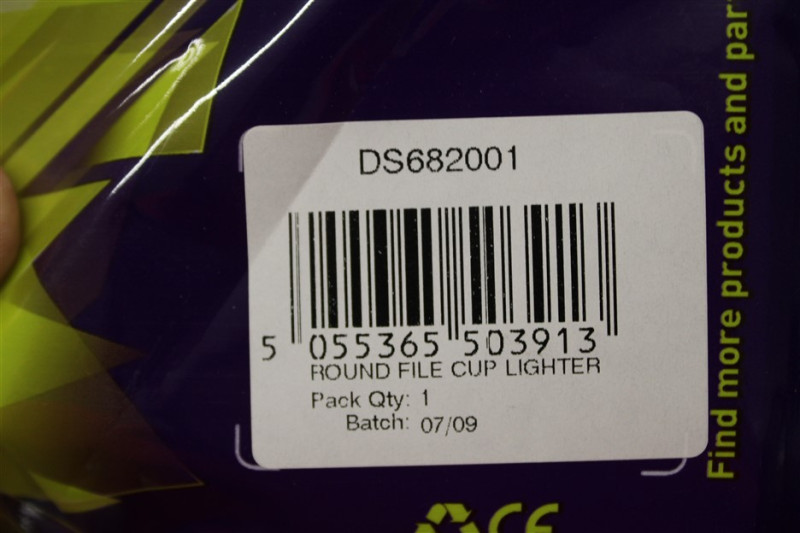 DS682001
5 055365 503913
ROUND FILE CUP LIGHTER
Pack Qty: 1
Batch: 07/09
Find more products and par
CE